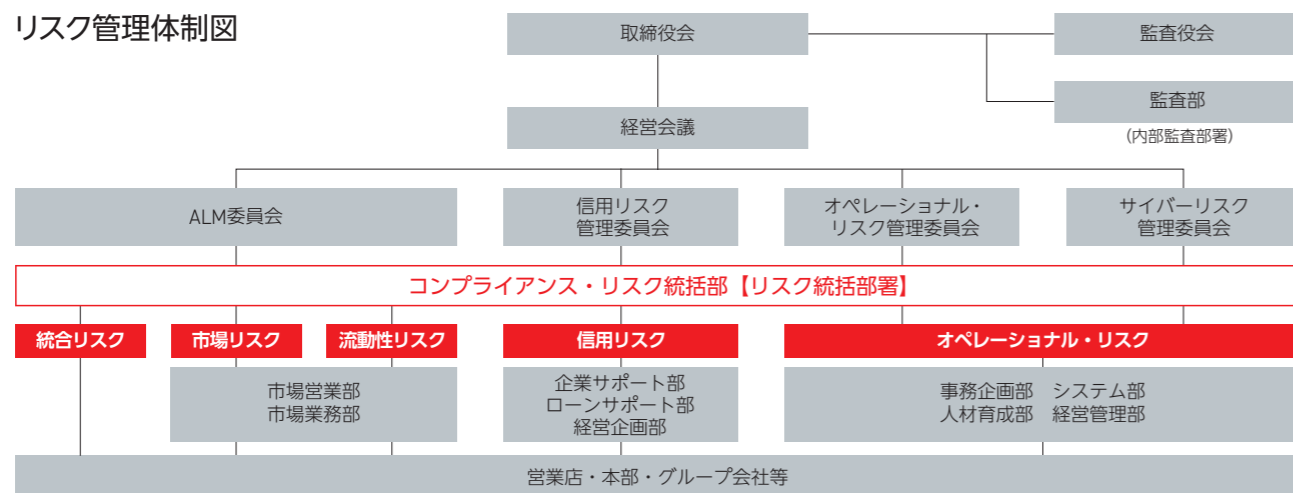 リスク管理体制図
取締役会
監査役会
監査部
(内部監査部署)
経営会議
ALM委員会
信用リスク
管理委員会
オペレーショナル・
リスク管理委員会
サイバーリスク
管理委員会
コンプライアンス・リスク統括部【リスク統括部署】
統合リスク
市場リスク
流動性リスク
信用リスク
オペレーショナル・リスク
市場営業部
市場業務部
企業サポート部
ローンサポート部
経営企画部
事務企画部　システム部
人材育成部　経営管理部
営業店・本部・グループ会社等